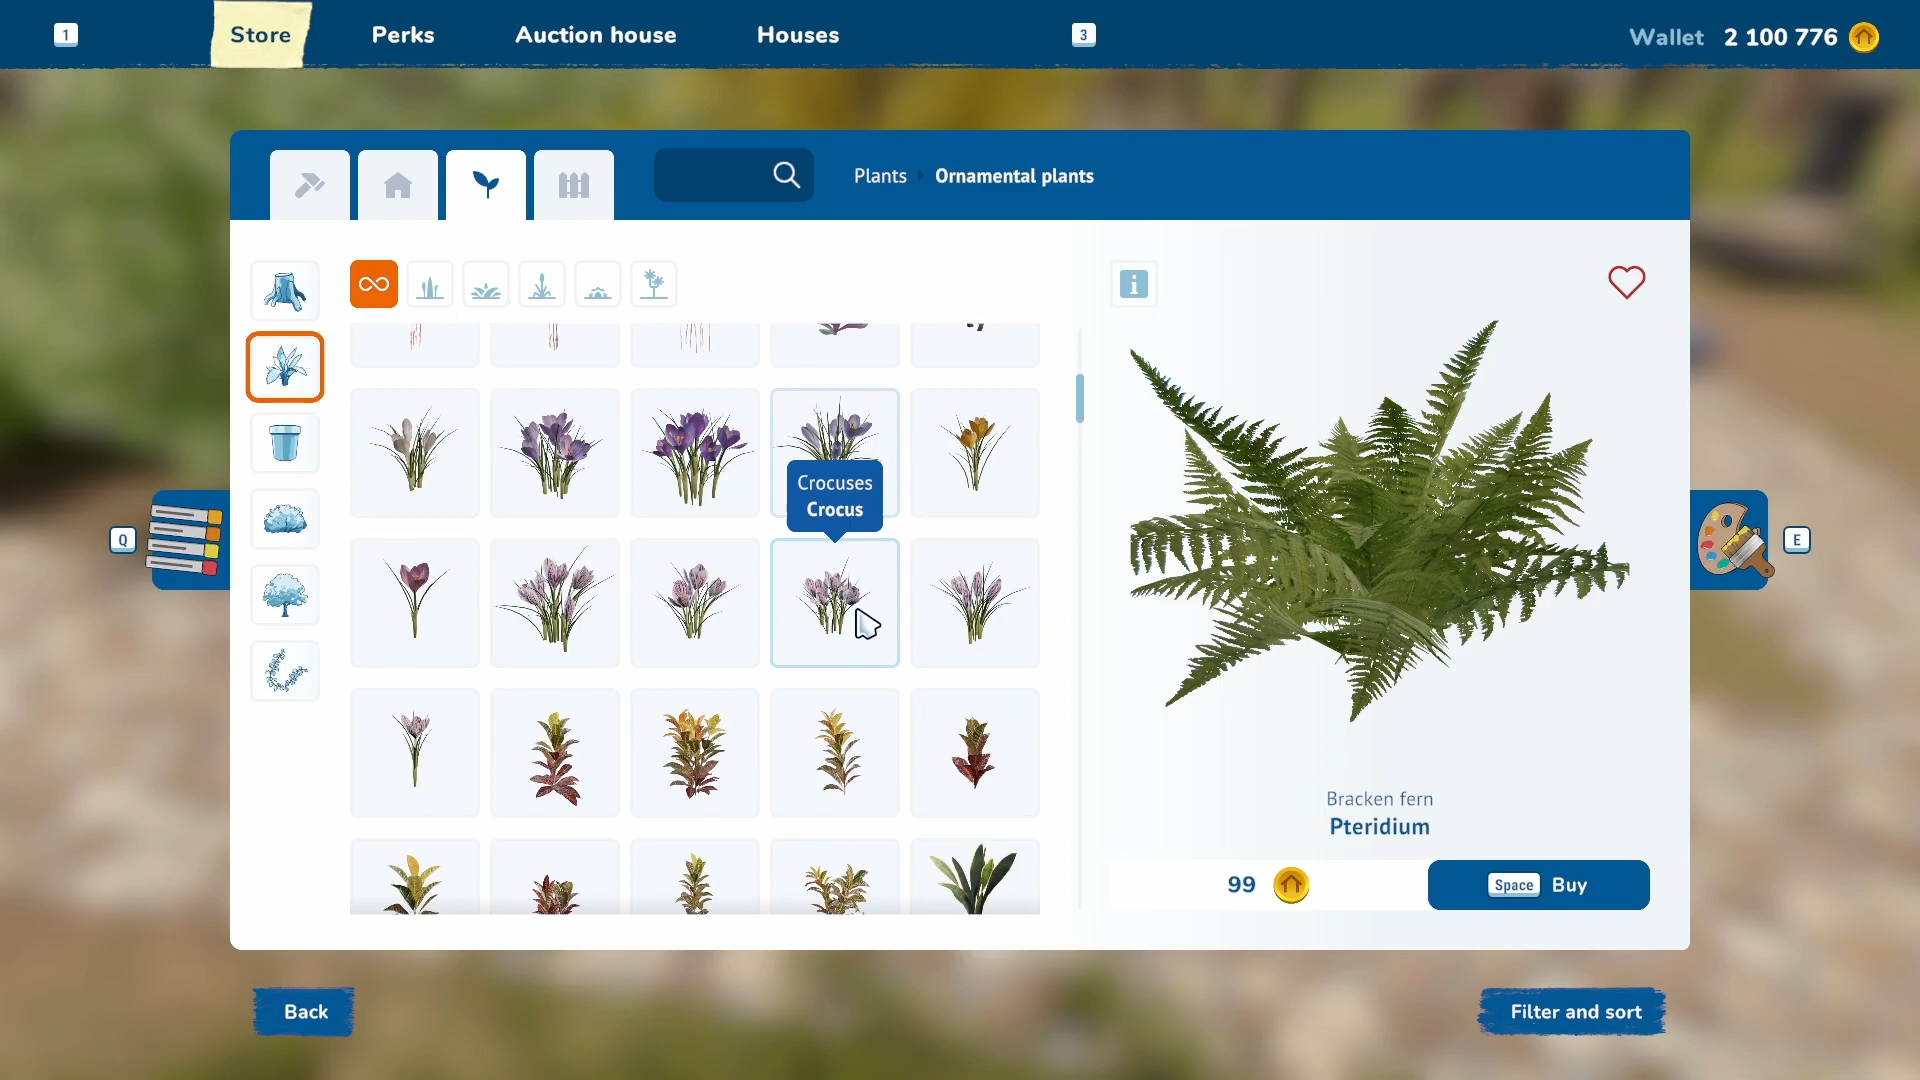 1
Store
Perks
Auction house
Houses
3
Wallet 2 100 776
Plants Ornamental plants
i
Crocuses
Crocus
Q
E
Bracken fern
Pteridium
99
Space Buy
Back
Filter and sort